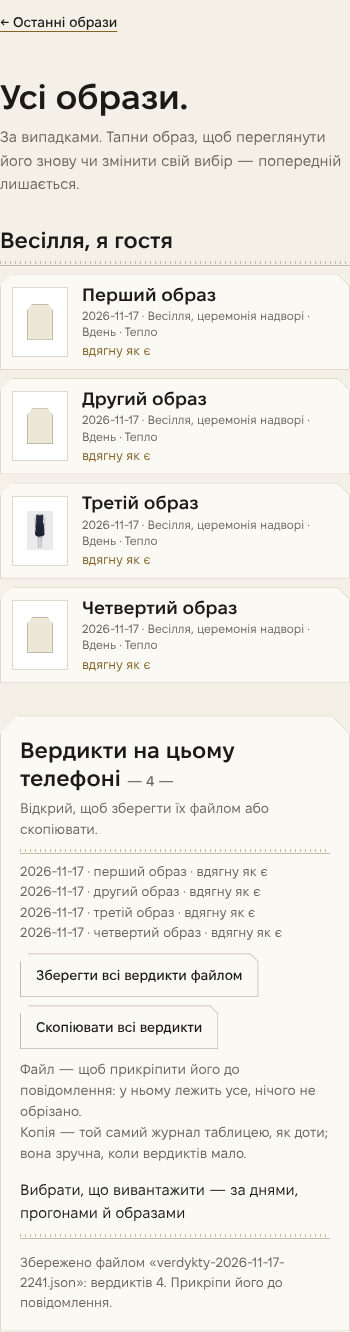 ← Останні образи
Усі образи.
За випадками. Тапни образ, щоб переглянути
його знову чи змінити свій вибір — попередній
лишається.
Весілля, я гостя
Перший образ
2026-11-17 · Весілля, церемонія надворі ·
Вдень · Тепло
вдягну як є
Другий образ
2026-11-17 · Весілля, церемонія надворі ·
Вдень · Тепло
вдягну як є
Третій образ
2026-11-17 · Весілля, церемонія надворі ·
Вдень · Тепло
вдягну як є
Четвертий образ
2026-11-17 · Весілля, церемонія надворі ·
Вдень · Тепло
вдягну як є
Вердикти на цьому
телефоні — 4 —
Відкрий, щоб зберегти їх файлом або
скопіювати.
2026-11-17 · перший образ · вдягну як є
2026-11-17 · другий образ · вдягну як є
2026-11-17 · третій образ · вдягну як є
2026-11-17 · четвертий образ · вдягну як є
Зберегти всі вердикти файлом
Скопіювати всі вердикти
Файл — щоб прикріпити його до
повідомлення: у ньому лежить усе, нічого не
обрізано.
Копія — той самий журнал таблицею, як доти;
вона зручна, коли вердиктів мало.
Вибрати, що вивантажити — за днями,
прогонами й образами
Збережено файлом «verdykty-2026-11-17-
2241.json»: вердиктів 4. Прикріпи його до
повідомлення.